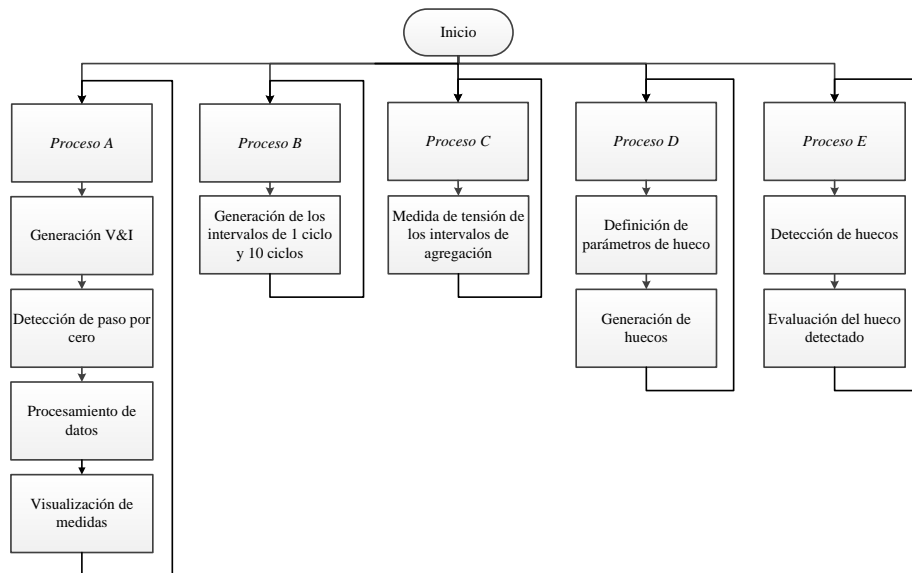 Inicio
Proceso A
Generación V&I
Detección de paso por
cero
Procesamiento de
datos
Visualización de
medidas
Proceso B
Generación de los
intervalos de 1 ciclo
y 10 ciclos
Proceso C
Medida de tensión de
los intervalos de
agregación
Proceso D
Definición de
parámetros de hueco
Generación de
huecos
Proceso E
Detección de huecos
Evaluación del hueco
detectado